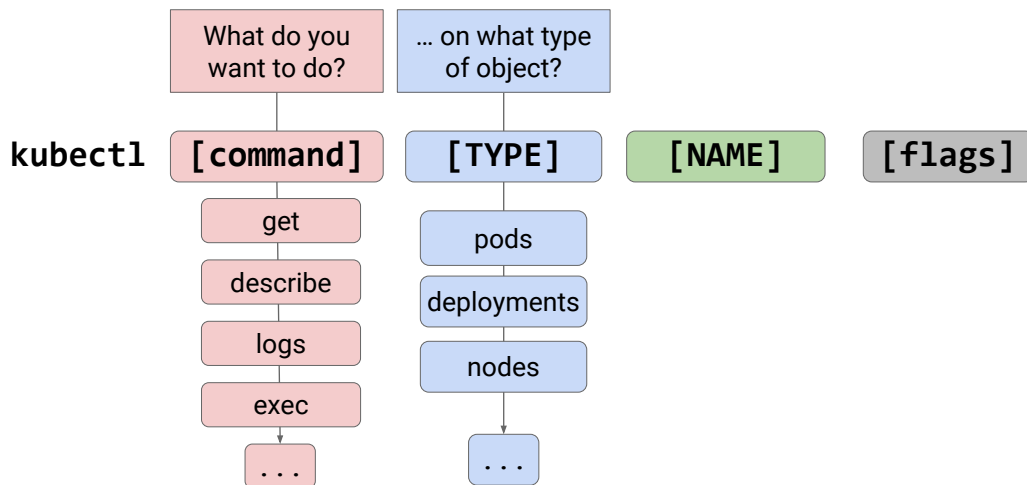 What do you
want to do?
… on what type
of object?
kubectl [command] [TYPE] [NAME] [flags]
get
describe
logs
exec
...
pods
deployments
nodes
...